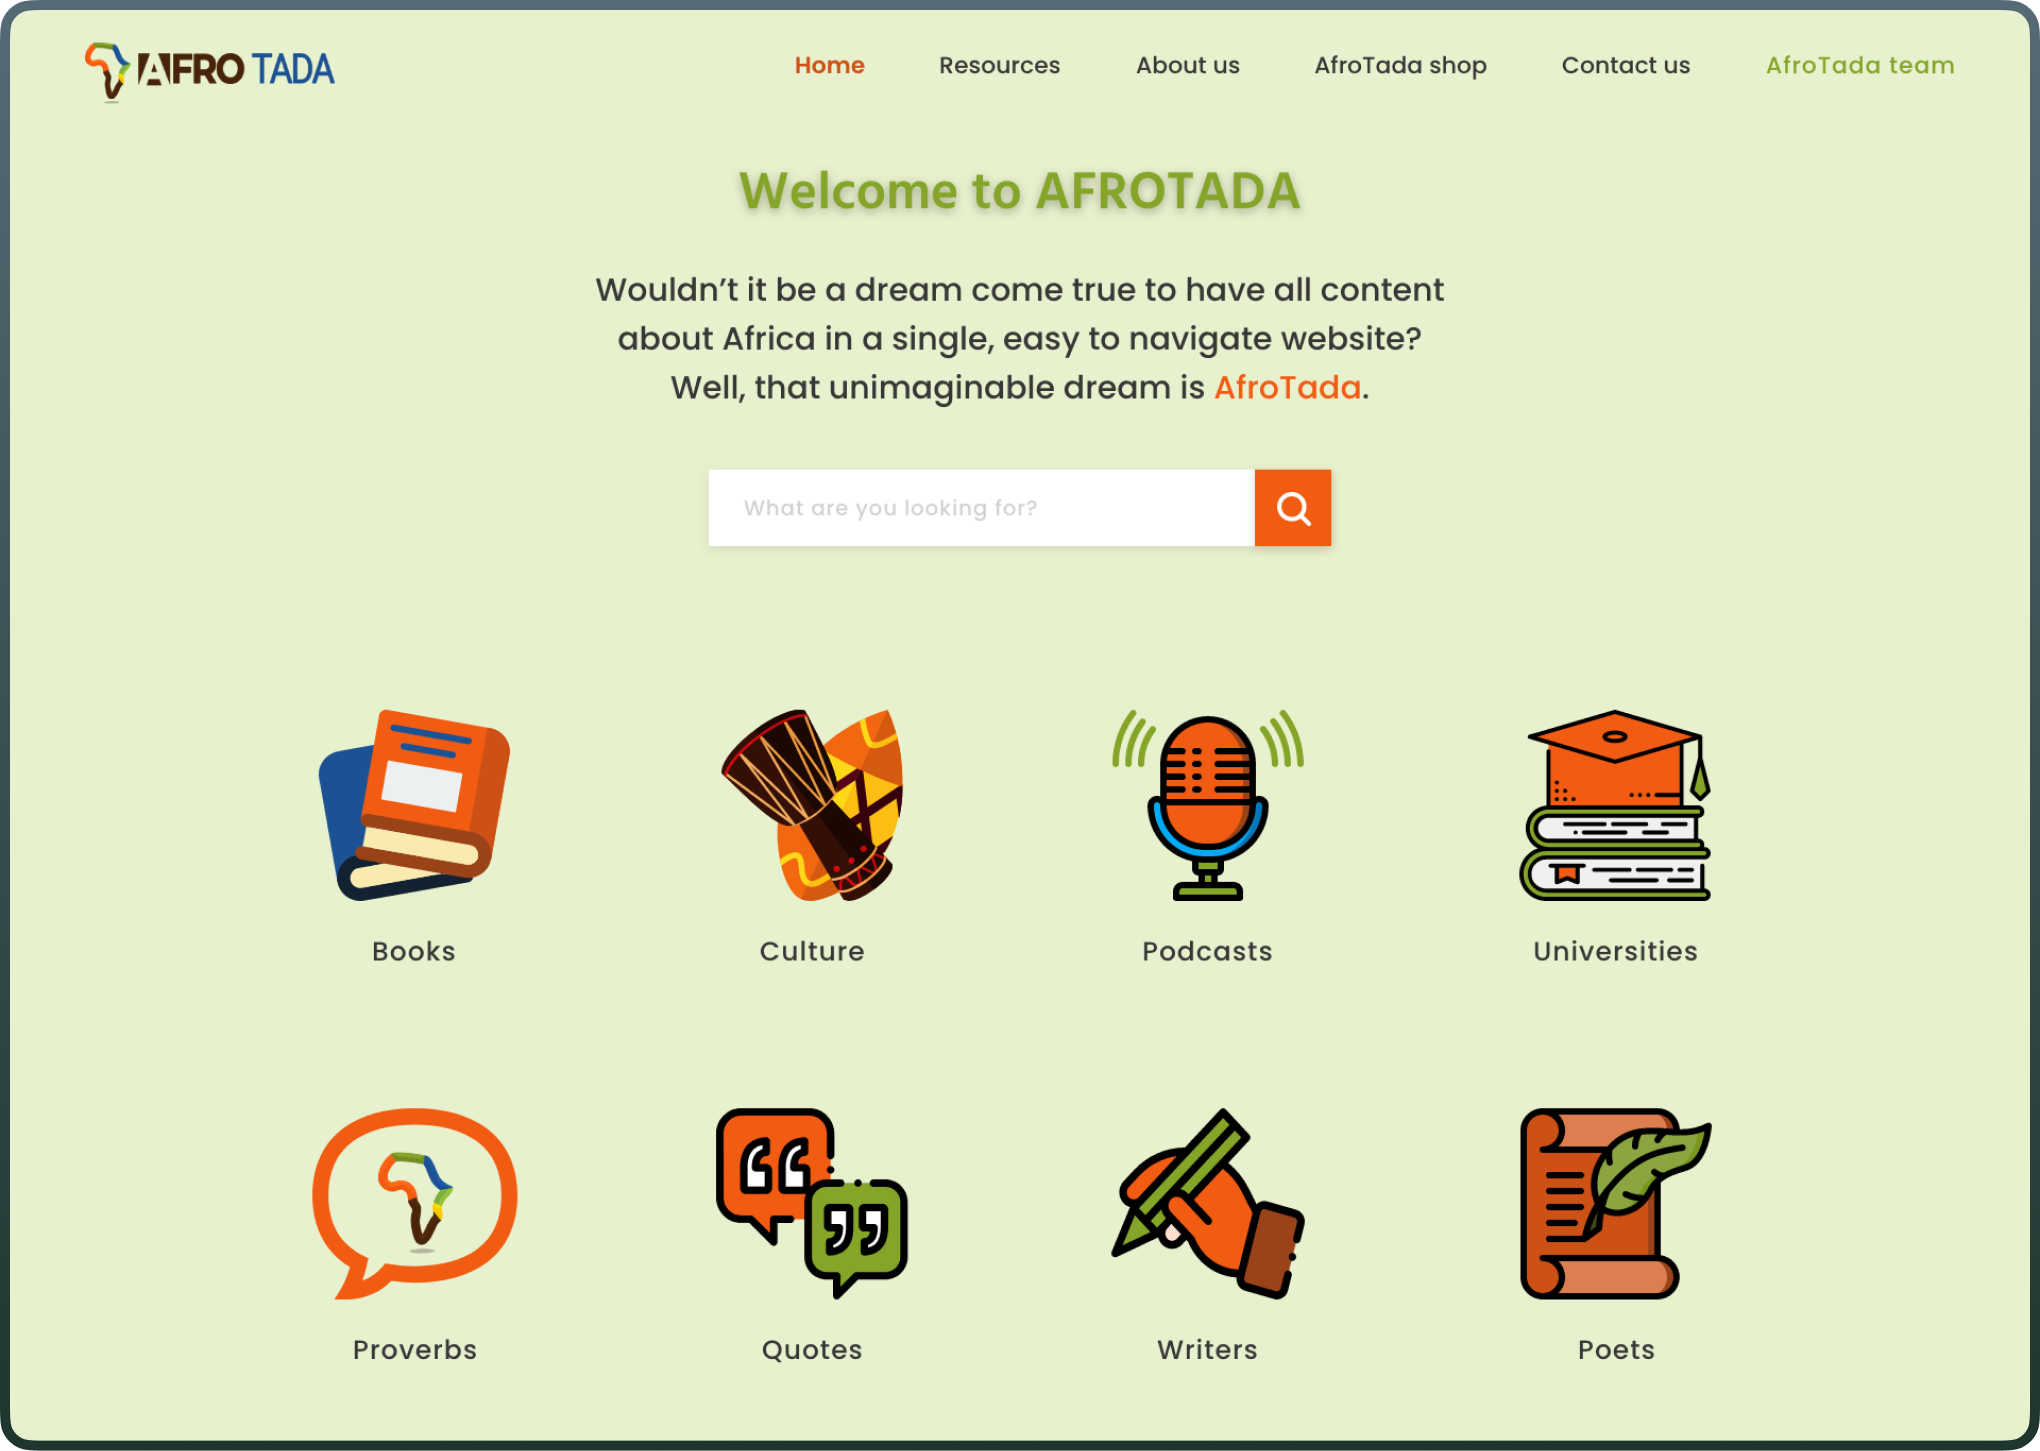 AFRO TADA
Home
Resources
About us
AfroTada shop
Contact us
AfroTada team
Welcome to AFROTADA
Wouldn’t it be a dream come true to have all content
about Africa in a single, easy to navigate website?
Well, that unimaginable dream is AfroTada.
What are you looking for?
Books
Culture
Podcasts
Universities
Proverbs
Quotes
Writers
Poets